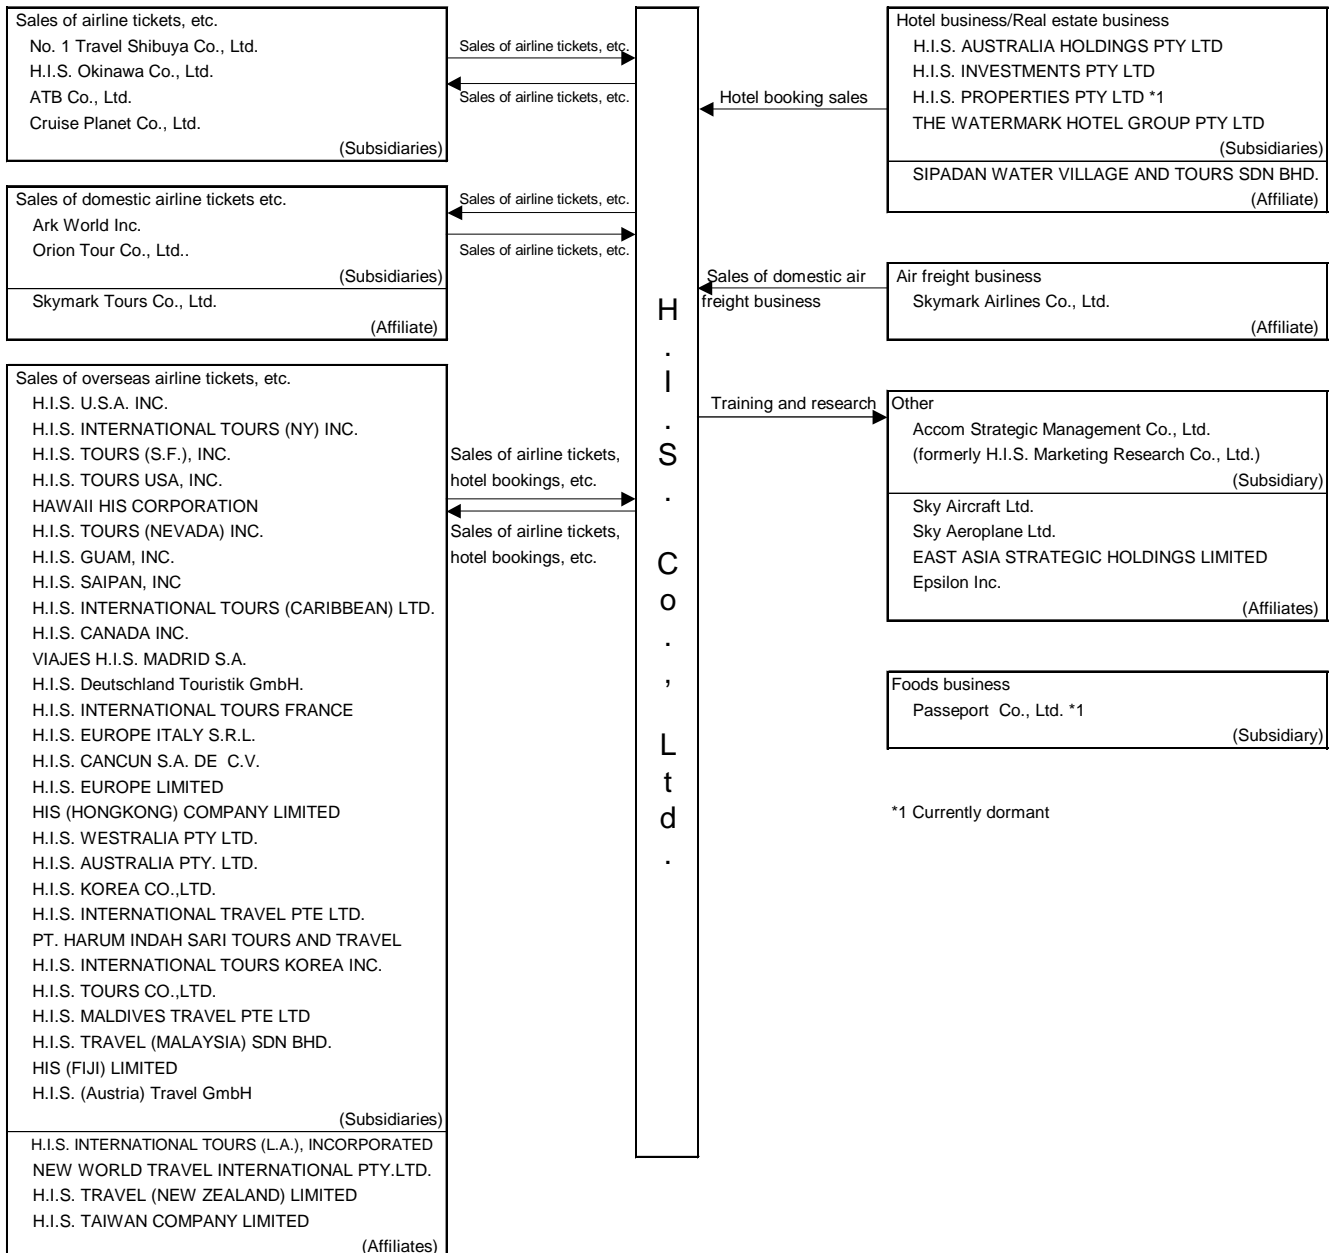 Sales of airline tickets, etc.
No. 1 Travel Shibuya Co., Ltd.
H.I.S. Okinawa Co., Ltd.
ATB Co., Ltd.
Cruise Planet Co., Ltd.
(Subsidiaries)
Sales of airline tickets, etc.
Sales of airline tickets, etc.
Sales of domestic airline tickets etc.
Ark World Inc.
Orion Tour Co., Ltd..
(Subsidiaries)
Skymark Tours Co., Ltd.
(Affiliate)
Sales of airline tickets, etc.
Sales of airline tickets, etc.
Sales of overseas airline tickets, etc.
H.I.S. U.S.A. INC.
H.I.S. INTERNATIONAL TOURS (NY) INC.
H.I.S. TOURS (S.F.), INC.
H.I.S. TOURS USA, INC.
HAWAII HIS CORPORATION
H.I.S. TOURS (NEVADA) INC.
H.I.S. GUAM, INC.
H.I.S. SAIPAN, INC
H.I.S. INTERNATIONAL TOURS (CARIBBEAN) LTD.
H.I.S. CANADA INC.
VIAJES H.I.S. MADRID S.A.
H.I.S. Deutschland Touristik GmbH.
H.I.S. INTERNATIONAL TOURS FRANCE
H.I.S. EUROPE ITALY S.R.L.
H.I.S. CANCUN S.A. DE C.V.
H.I.S. EUROPE LIMITED
HIS (HONGKONG) COMPANY LIMITED
H.I.S. WESTRALIA PTY LTD.
H.I.S. AUSTRALIA PTY. LTD.
H.I.S. KOREA CO.,LTD.
H.I.S. INTERNATIONAL TRAVEL PTE LTD.
PT. HARUM INDAH SARI TOURS AND TRAVEL
H.I.S. INTERNATIONAL TOURS KOREA INC.
H.I.S. TOURS CO.,LTD.
H.I.S. MALDIVES TRAVEL PTE LTD
H.I.S. TRAVEL (MALAYSIA) SDN BHD.
HIS (FIJI) LIMITED
H.I.S. (Austria) Travel GmbH
(Subsidiaries)
H.I.S. INTERNATIONAL TOURS (L.A.), INCORPORATED
NEW WORLD TRAVEL INTERNATIONAL PTY.LTD.
H.I.S. TRAVEL (NEW ZEALAND) LIMITED
H.I.S. TAIWAN COMPANY LIMITED
(Affiliates)
Sales of airline tickets,
hotel bookings, etc.
Sales of airline tickets,
hotel bookings, etc.
H.I.S. Co., Ltd.
Hotel booking sales
Hotel business/Real estate business
H.I.S. AUSTRALIA HOLDINGS PTY LTD
H.I.S. INVESTMENTS PTY LTD
H.I.S. PROPERTIES PTY LTD *1
THE WATERMARK HOTEL GROUP PTY LTD
(Subsidiaries)
SIPADAN WATER VILLAGE AND TOURS SDN BHD.
(Affiliate)
Sales of domestic air
freight business
Air freight business
Skymark Airlines Co., Ltd.
(Affiliate)
Training and research
Other
Accom Strategic Management Co., Ltd.
(formerly H.I.S. Marketing Research Co., Ltd.)
(Subsidiary)
Sky Aircraft Ltd.
Sky Aeroplane Ltd.
EAST ASIA STRATEGIC HOLDINGS LIMITED
Epsilon Inc.
(Affiliates)
Foods business
Passeport Co., Ltd. *1
(Subsidiary)
*1 Currently dormant